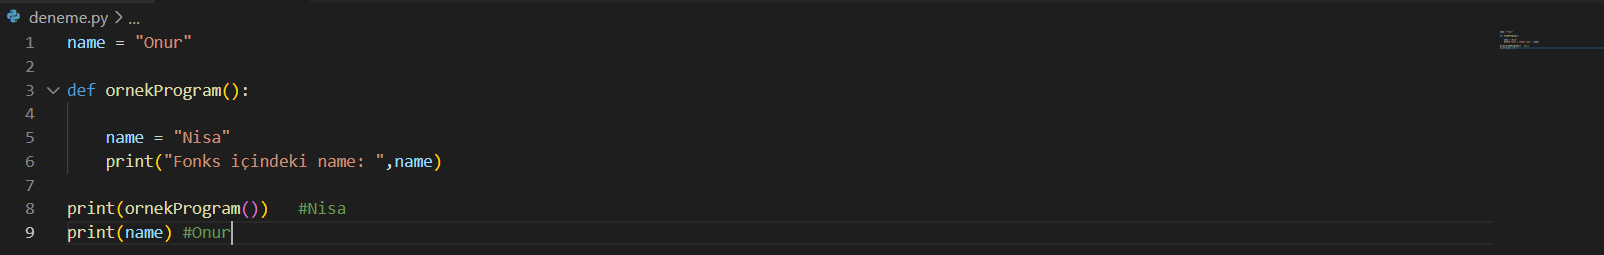 deneme.py > ...
1 name = "Onur"
2
3 def ornekProgram():
4
5     name = "Nisa"
6     print("Fonks içindeki name: ",name)
7
8 print(ornekProgram())   #Nisa
9 print(name) #Onur